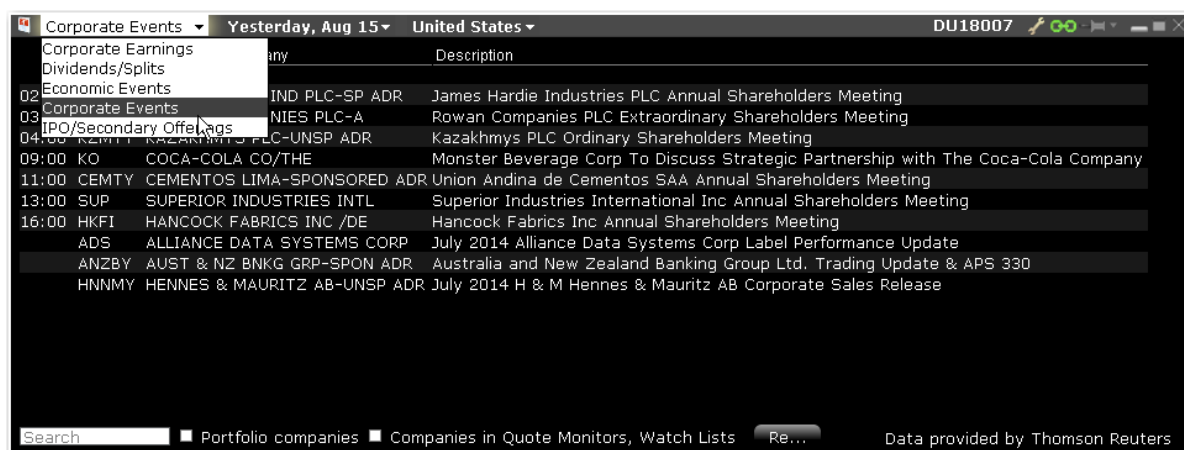 Corporate Events Yesterday, Aug 15 United States DU18007
Corporate Earnings
Dividends/Splits
Economic Events
Corporate Events
IPO/Secondary Offerings
any Description
02 IND PLC-SP ADR James Hardie Industries PLC Annual Shareholders Meeting
03 NIES PLC-A Rowan Companies PLC Extraordinary Shareholders Meeting
04:00 KZMYY KAZAKHMYS PLC-UNSP ADR Kazakhmys PLC Ordinary Shareholders Meeting
09:00 KO COCA-COLA CO/THE Monster Beverage Corp To Discuss Strategic Partnership with The Coca-Cola Company
11:00 CEMTY CEMENTOS LIMA-SPONSORED ADR Union Andina de Cementos SAA Annual Shareholders Meeting
13:00 SUP SUPERIOR INDUSTRIES INTL Superior Industries International Inc Annual Shareholders Meeting
16:00 HKFI HANCOCK FABRICS INC /DE Hancock Fabrics Inc Annual Shareholders Meeting
ADS ALLIANCE DATA SYSTEMS CORP July 2014 Alliance Data Systems Corp Label Performance Update
ANZBY AUST & NZ BNKG GRP-SPON ADR Australia and New Zealand Banking Group Ltd. Trading Update & APS 330
HNNMY HENNES & MAURITZ AB-UNSP ADR July 2014 H & M Hennes & Mauritz AB Corporate Sales Release
Search Portfolio companies Companies in Quote Monitors, Watch Lists Re... Data provided by Thomson Reuters